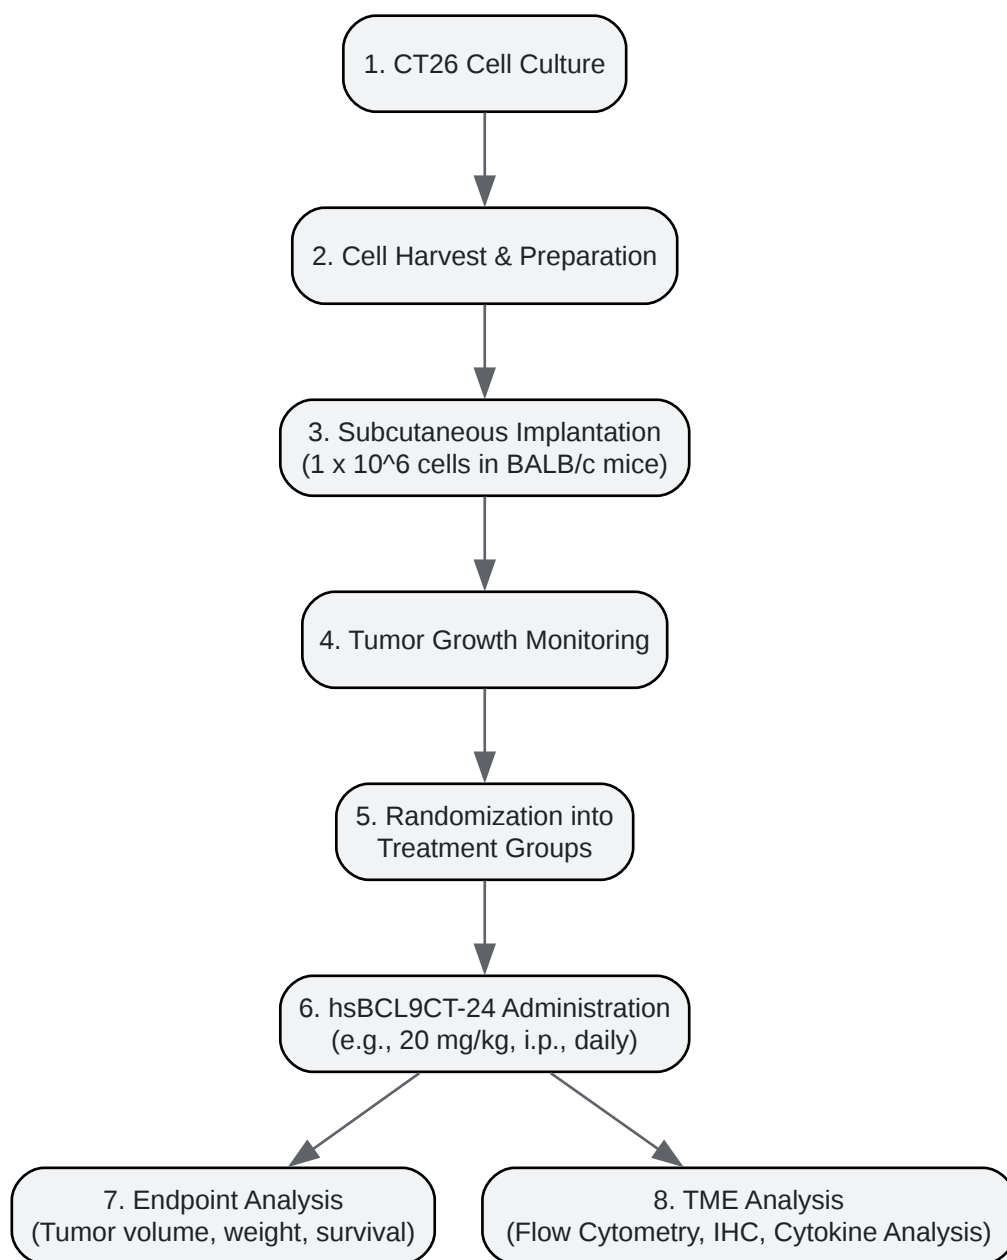 1. CT26 Cell Culture
2. Cell Harvest & Preparation
3. Subcutaneous Implantation
(1 x 10^6 cells in BALB/c mice)
4. Tumor Growth Monitoring
5. Randomization into
Treatment Groups
6. hsBCL9CT-24 Administration
(e.g., 20 mg/kg, i.p., daily)
7. Endpoint Analysis
(Tumor volume, weight, survival)
8. TME Analysis
(Flow Cytometry, IHC, Cytokine Analysis)